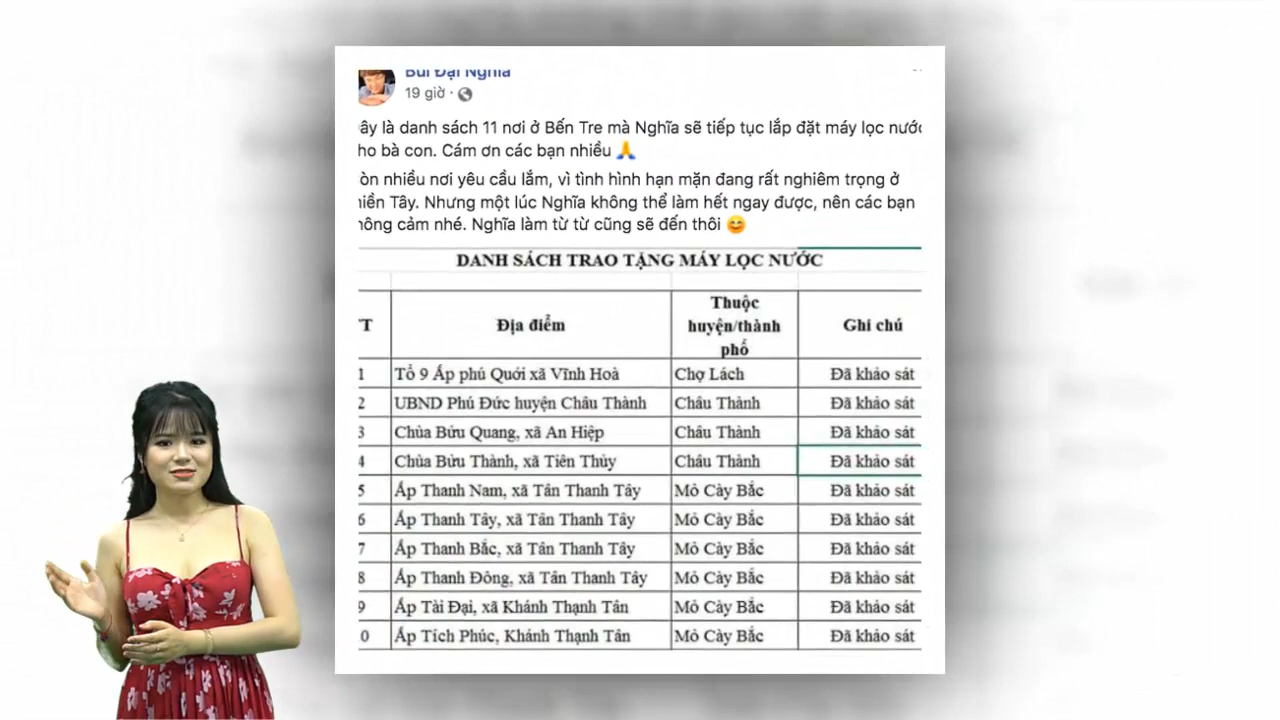 Bùi Đại Nghĩa
19 giờ ·
ây là danh sách 11 nơi ở Bến Tre mà Nghĩa sẽ tiếp tục lắp đặt máy lọc nước
ho bà con. Cám ơn các bạn nhiều 🙏
òn nhiều nơi yêu cầu lắm, vì tình hình hạn mặn đang rất nghiêm trọng ở
iền Tây. Nhưng một lúc Nghĩa không thể làm hết ngay được, nên các bạn
hông cảm nhé. Nghĩa làm từ từ cũng sẽ đến thôi 😊
DANH SÁCH TRAO TẶNG MÁY LỌC NƯỚC
T Địa điểm Thuộc huyện/thành phố Ghi chú
1 Tổ 9 Ấp phú Quới xã Vĩnh Hoà Chợ Lách Đã khảo sát
2 UBND Phú Đức huyện Châu Thành Châu Thành Đã khảo sát
3 Chùa Bửu Quang, xã An Hiệp Châu Thành Đã khảo sát
4 Chùa Bửu Thành, xã Tiên Thủy Châu Thành Đã khảo sát
5 Ấp Thanh Nam, xã Tân Thanh Tây Mỏ Cày Bắc Đã khảo sát
6 Ấp Thanh Tây, xã Tân Thanh Tây Mỏ Cày Bắc Đã khảo sát
7 Ấp Thanh Bắc, xã Tân Thanh Tây Mỏ Cày Bắc Đã khảo sát
8 Ấp Thanh Đông, xã Tân Thanh Tây Mỏ Cày Bắc Đã khảo sát
9 Ấp Tài Đại, xã Khánh Thạnh Tân Mỏ Cày Bắc Đã khảo sát
0 Ấp Tích Phúc, Khánh Thạnh Tân Mỏ Cày Bắc Đã khảo sát